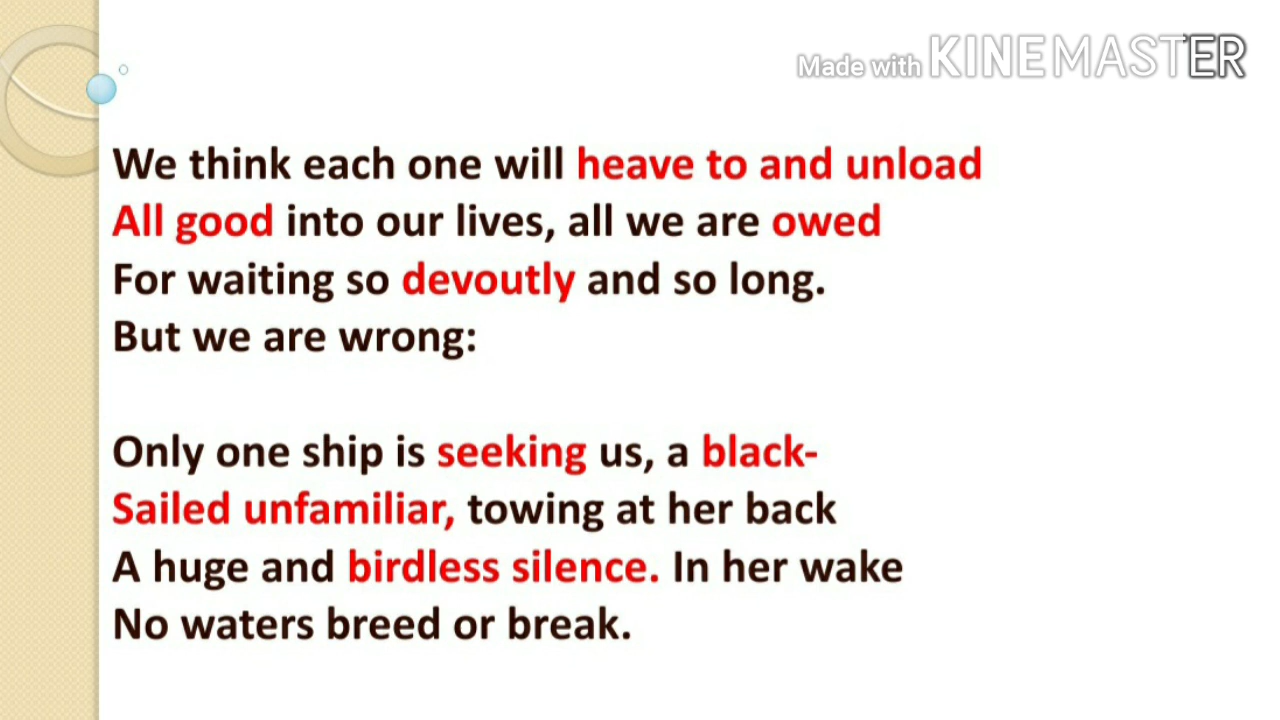 Made with KINEMASTER
We think each one will heave to and unload
All good into our lives, all we are owed
For waiting so devoutly and so long.
But we are wrong:
Only one ship is seeking us, a black-
Sailed unfamiliar, towing at her back
A huge and birdless silence. In her wake
No waters breed or break.